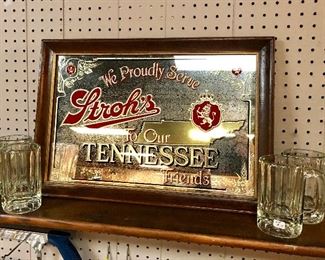 We Proudly Serve
Stroh's
to Our
TENNESSEE
Friends